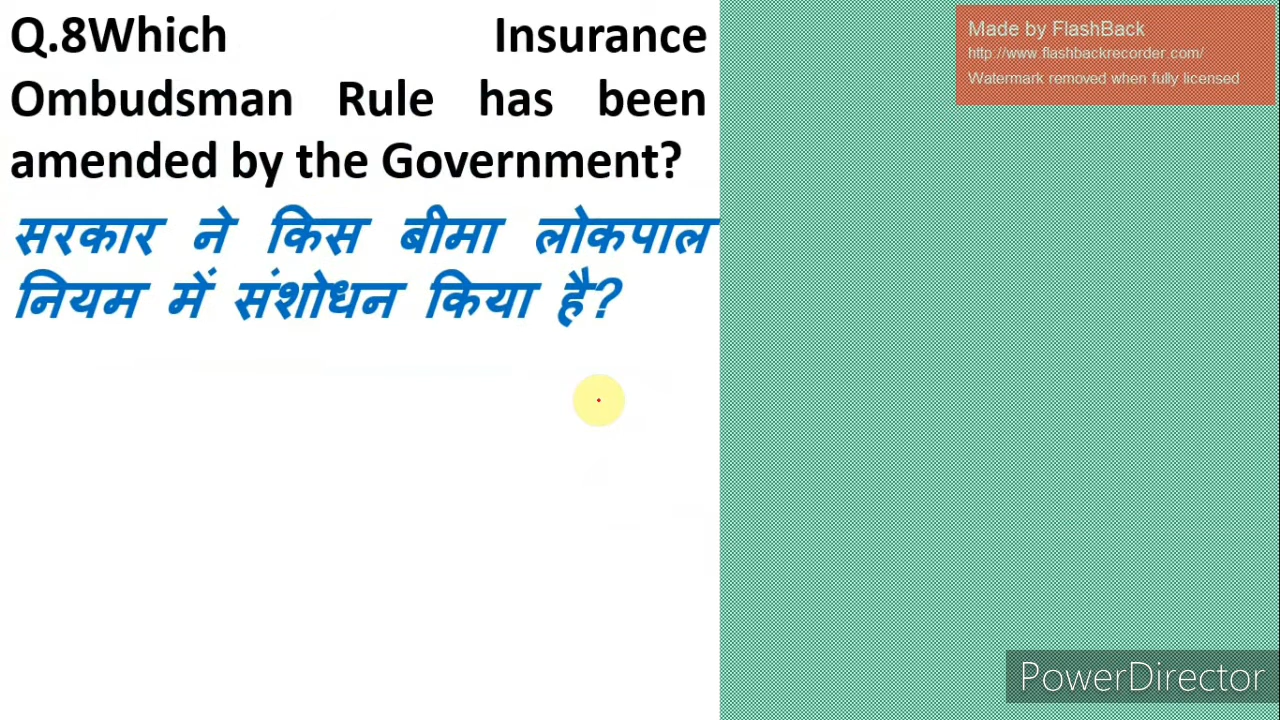 Q.8Which Insurance
Ombudsman Rule has been
amended by the Government?
सरकार ने किस बीमा लोकपाल
नियम में संशोधन किया है?
Made by FlashBack
http://www.flashbackrecorder.com/
Watermark removed when fully licensed
PowerDirector